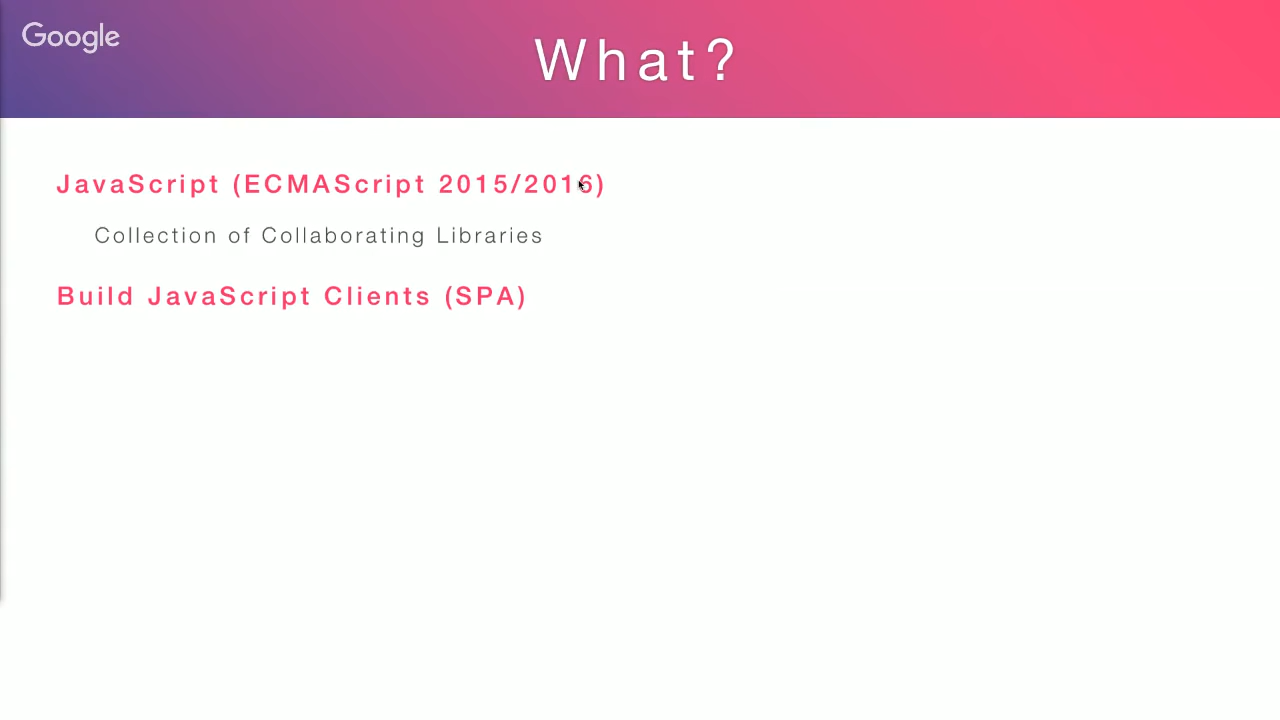 Google
What?
JavaScript (ECMAScript 2015/2016)
Collection of Collaborating Libraries
Build JavaScript Clients (SPA)